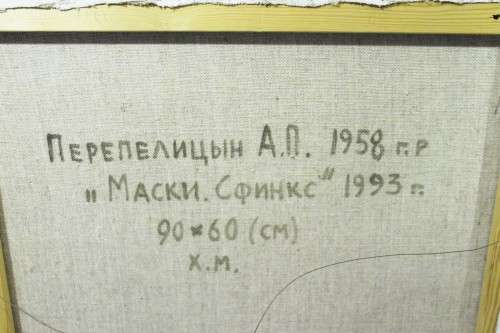 Перепелицын А.П. 1958 г.р
„Маски. Сфинкс" 1993 г.
90×60 (см)
х.м.